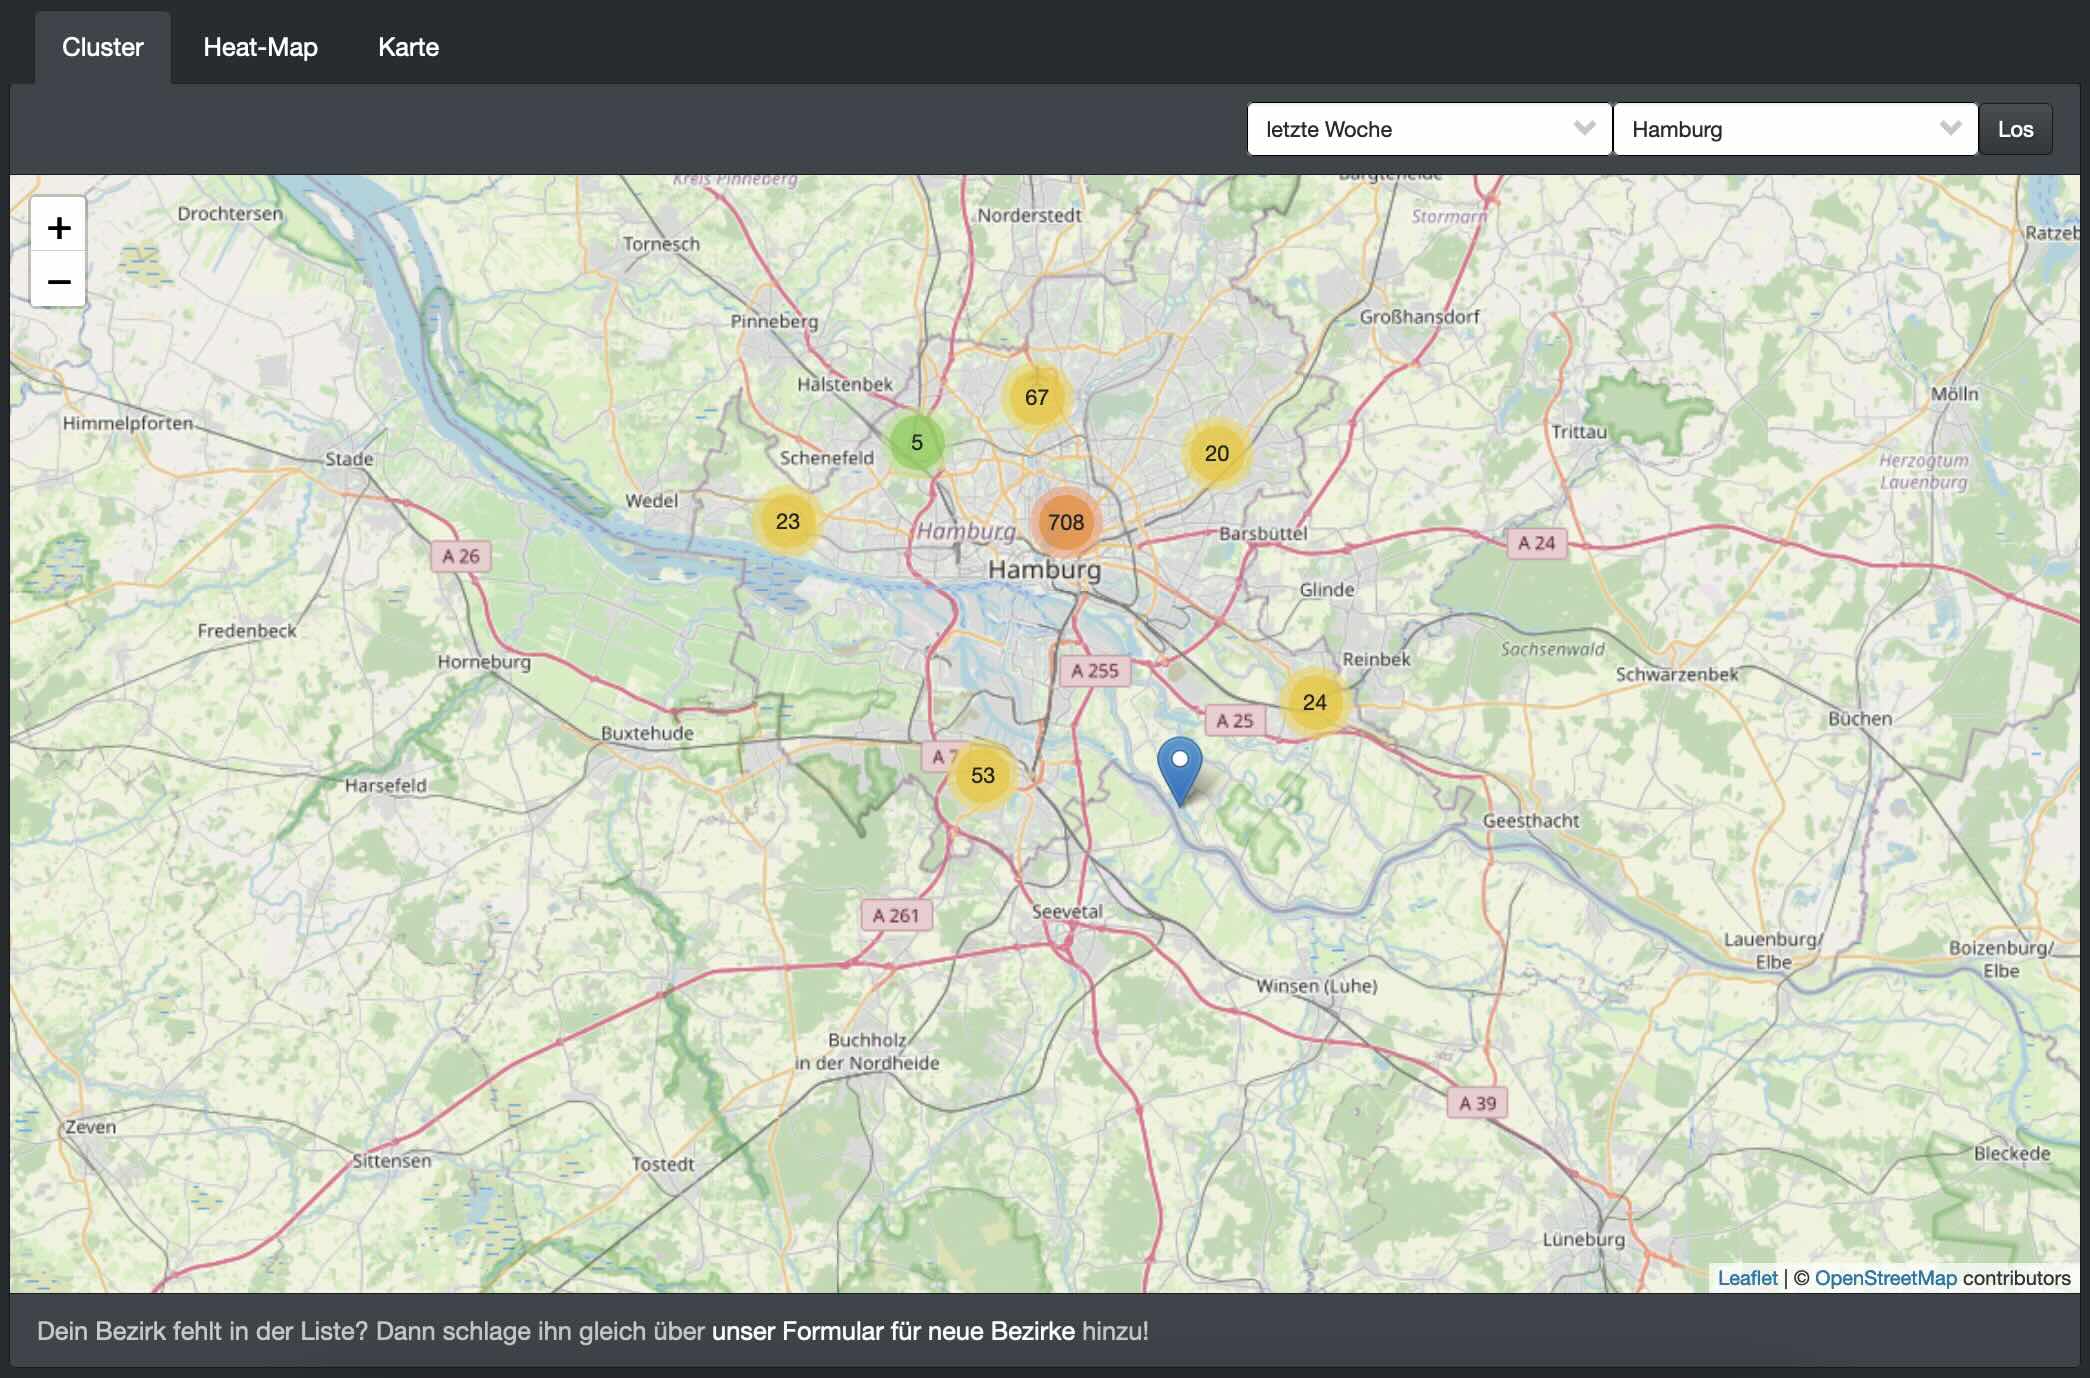 Cluster Heat-Map Karte
letzte Woche Hamburg Los
+
−
Kreis Pinneberg
Bargteheide
Drochtersen
Norderstedt
Stormarn
Ratzeb
Tornesch
Pinneberg
Großhansdorf
Halstenbek
67
Mölln
Himmelpforten
5
Trittau
20
Stade
Schenefeld
Herzogtum
Lauenburg
Wedel
23
708
Hamburg
Barsbüttel
A 24
A 26
Hamburg
Glinde
Fredenbeck
Horneburg
Reinbek
Sachsenwald
A 255
Schwarzenbek
24
A 25
Büchen
Buxtehude
A 7
53
Harsefeld
Geesthacht
A 261
Seevetal
Lauenburg/
Elbe
Boizenburg/
Elbe
Winsen (Luhe)
Buchholz
in der Nordheide
A 39
Zeven
Sittensen
Tostedt
Bleckede
Lüneburg
Leaflet | © OpenStreetMap contributors
Dein Bezirk fehlt in der Liste? Dann schlage ihn gleich über unser Formular für neue Bezirke hinzu!